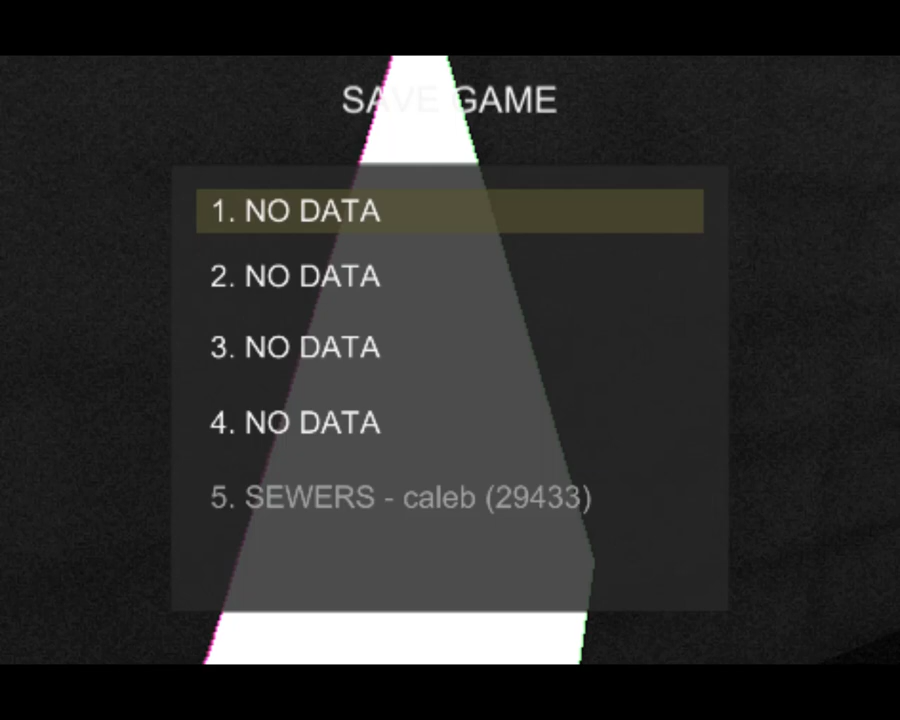 SAVE GAME
1. NO DATA
2. NO DATA
3. NO DATA
4. NO DATA
5. SEWERS - caleb (29433)